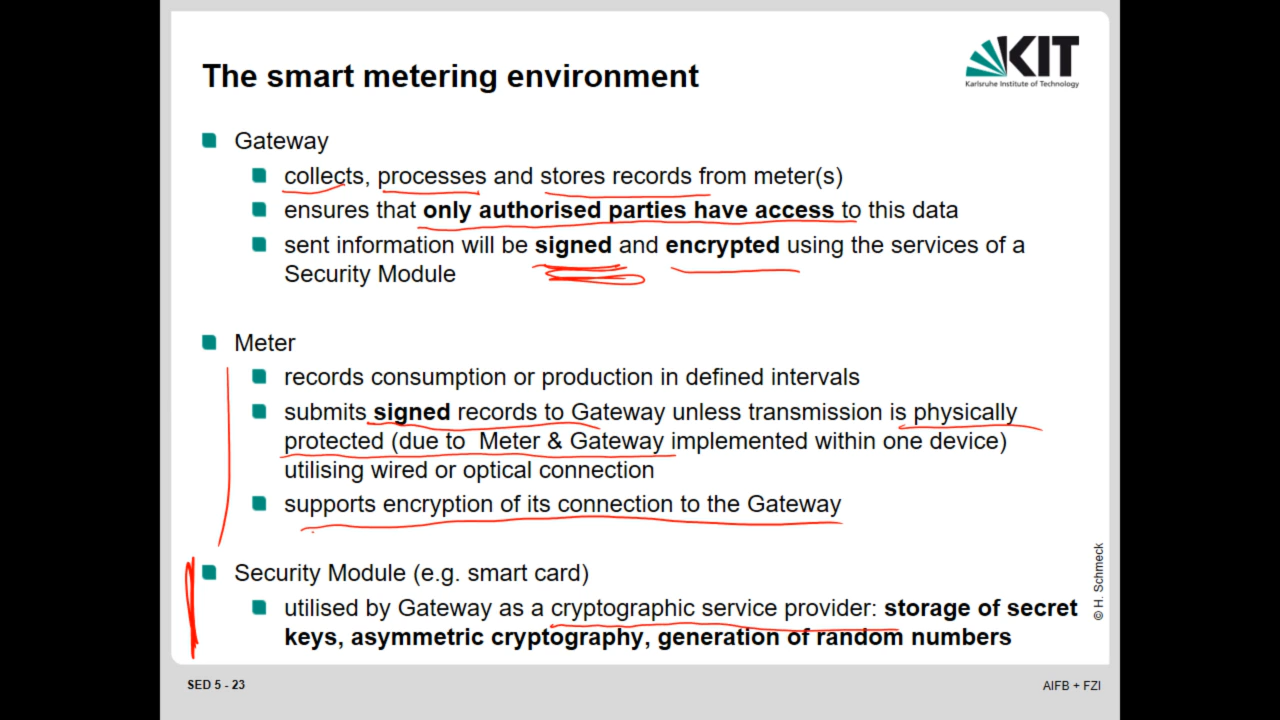 The smart metering environment
KIT
Karlsruhe Institute of Technology
Gateway
collects, processes and stores records from meter(s)
ensures that only authorised parties have access to this data
sent information will be signed and encrypted using the services of a
Security Module
Meter
records consumption or production in defined intervals
submits signed records to Gateway unless transmission is physically
protected (due to Meter & Gateway implemented within one device)
utilising wired or optical connection
supports encryption of its connection to the Gateway
Security Module (e.g. smart card)
utilised by Gateway as a cryptographic service provider: storage of secret
keys, asymmetric cryptography, generation of random numbers
© H. Schmeck
SED 5 - 23
AIFB + FZI